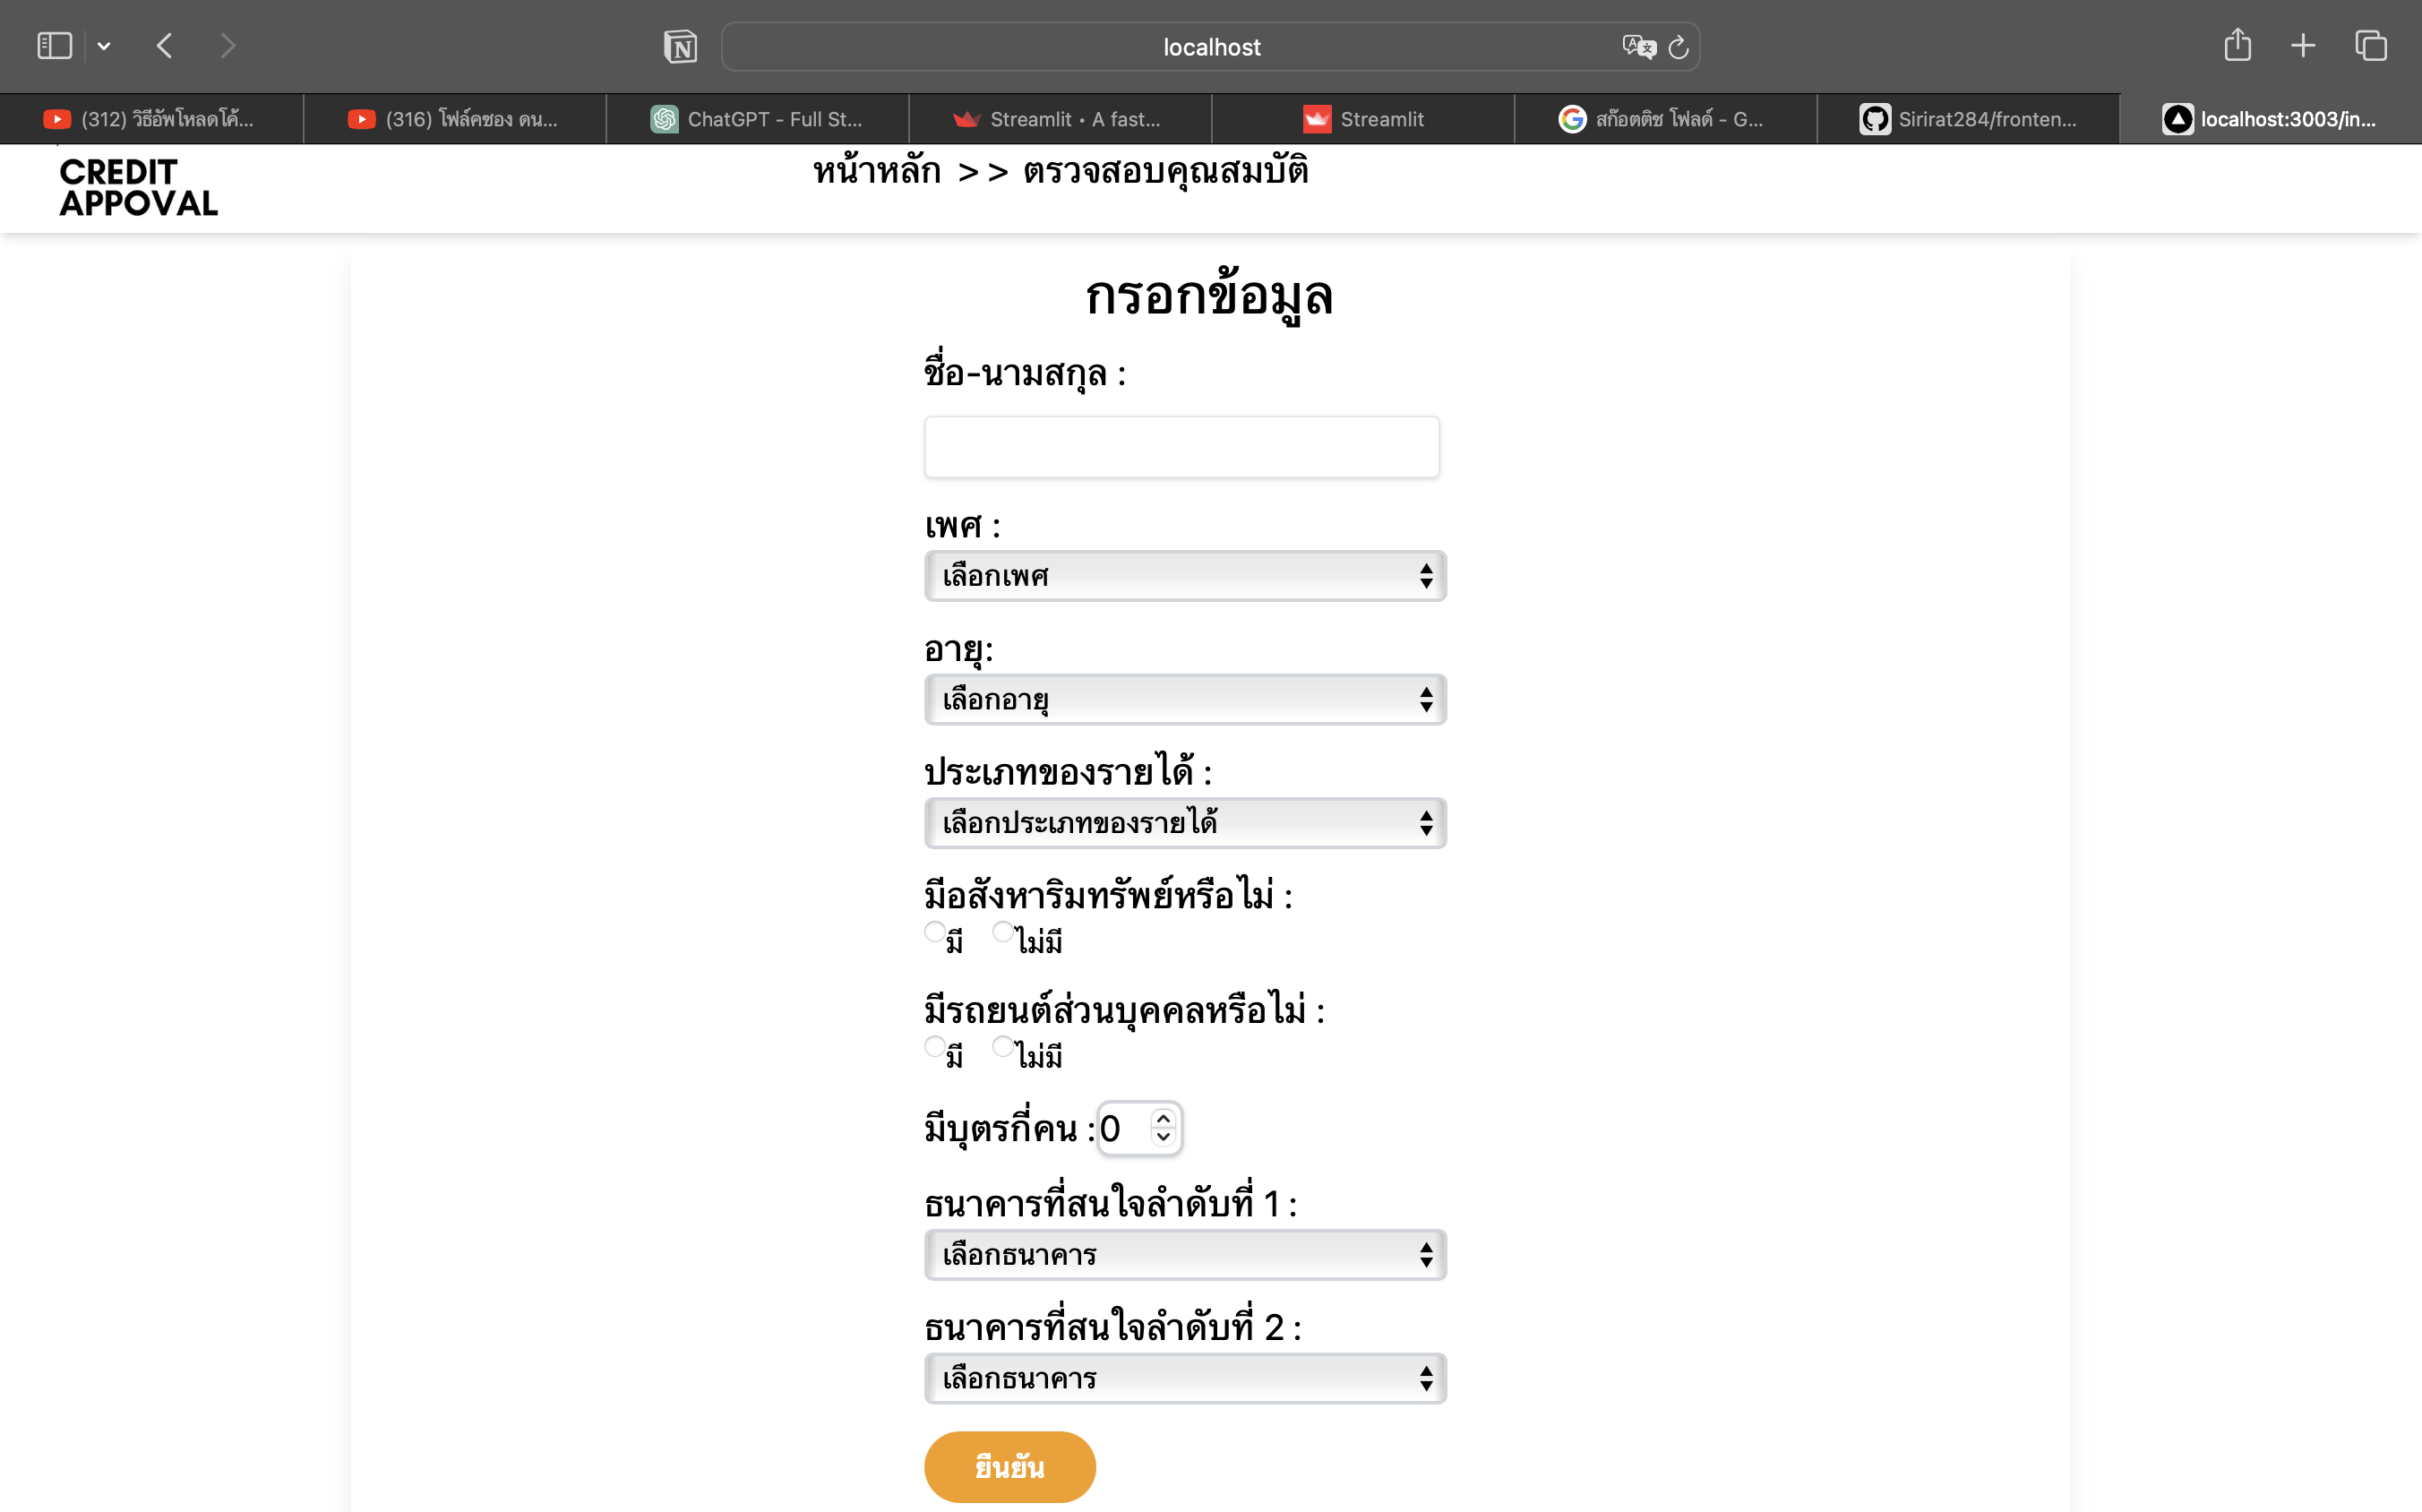 localhost
(312) วิธีอัพโหลดโค้...
(316) โฟล์คซอง ดน...
ChatGPT - Full St...
Streamlit • A fast...
Streamlit
สก๊อตติช โฟลด์ - G...
Sirirat284/fronten...
localhost:3003/in...
CREDIT
APPOVAL
หน้าหลัก >> ตรวจสอบคุณสมบัติ
กรอกข้อมูล
ชื่อ-นามสกุล :
เพศ :
เลือกเพศ
อายุ:
เลือกอายุ
ประเภทของรายได้ :
เลือกประเภทของรายได้
มีอสังหาริมทรัพย์หรือไม่ :
มี ไม่มี
มีรถยนต์ส่วนบุคคลหรือไม่ :
มี ไม่มี
มีบุตรกี่คน : 0
ธนาคารที่สนใจลำดับที่ 1 :
เลือกธนาคาร
ธนาคารที่สนใจลำดับที่ 2 :
เลือกธนาคาร
ยืนยัน